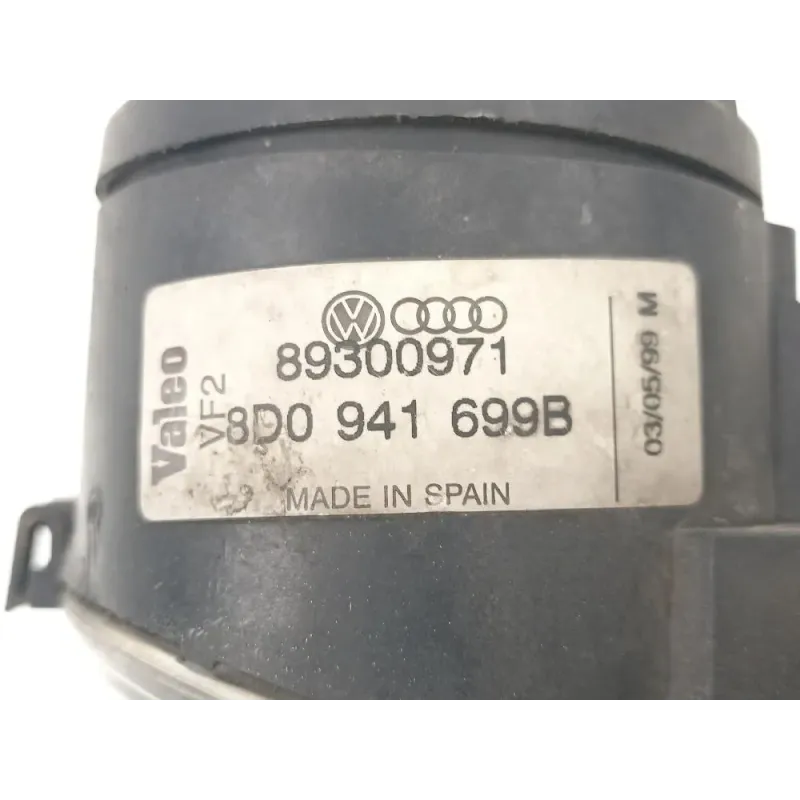 Valeo
VF2
89300971
8D0 941 699B
MADE IN SPAIN
03/05/99 M